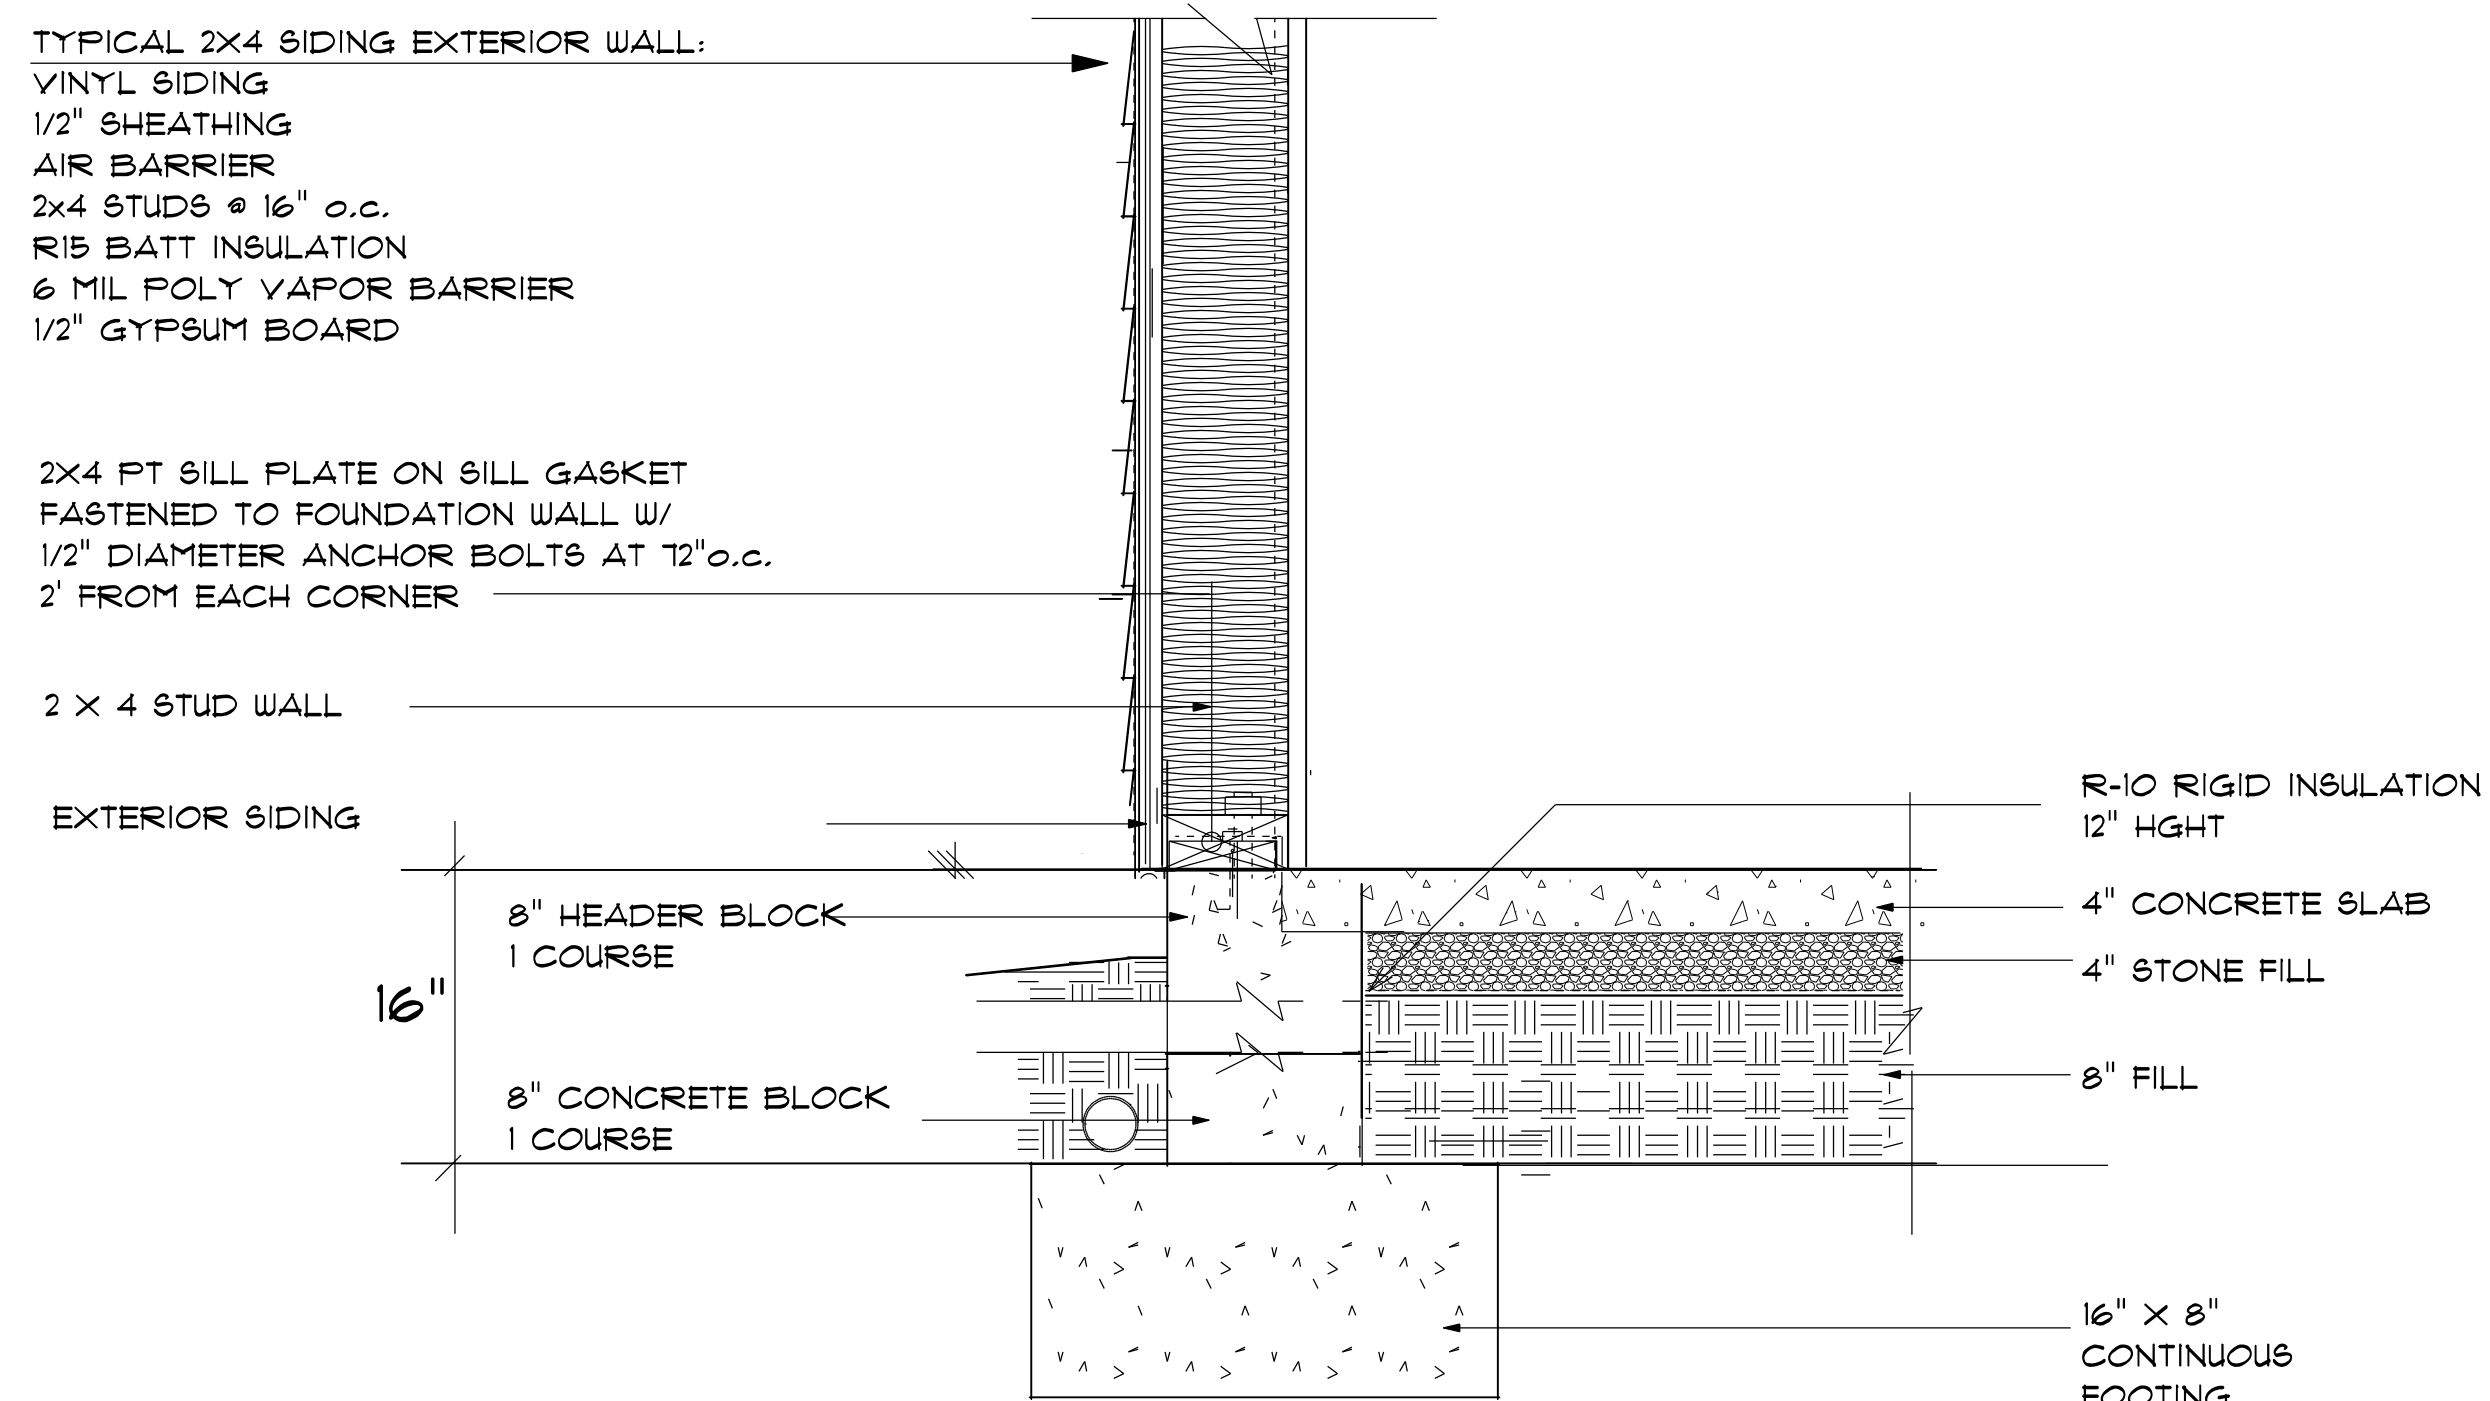 TYPICAL 2X4 SIDING EXTERIOR WALL:
VINYL SIDING
1/2" SHEATHING
AIR BARRIER
2x4 STUDS @ 16" o.c.
R15 BATT INSULATION
6 MIL POLY VAPOR BARRIER
1/2" GYPSUM BOARD
2X4 PT SILL PLATE ON SILL GASKET
FASTENED TO FOUNDATION WALL W/
1/2" DIAMETER ANCHOR BOLTS AT 72"o.c.
2' FROM EACH CORNER
2 X 4 STUD WALL
EXTERIOR SIDING
8" HEADER BLOCK
1 COURSE
16"
8" CONCRETE BLOCK
1 COURSE
R-10 RIGID INSULATION
12" HGHT
4" CONCRETE SLAB
4" STONE FILL
8" FILL
16" X 8"
CONTINUOUS
FOOTING